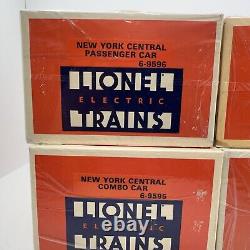 NEW YORK CENTRAL
PASSENGER CAR
6-9596
LIONEL
ELECTRIC
TRAINS
NEW YORK CENTRAL
COMBO CAR
6-9595
LIONEL
ELECTRIC
TRAINS